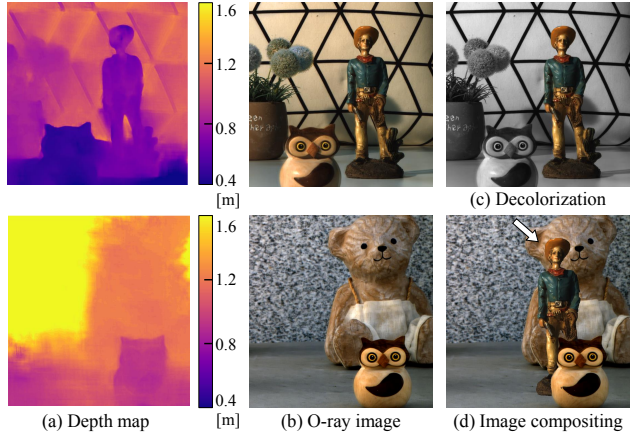 1.6
1.2
0.8
0.4
[m]
(c) Decolorization
1.6
1.2
0.8
0.4
[m]
(a) Depth map
(b) O-ray image
(d) Image compositing